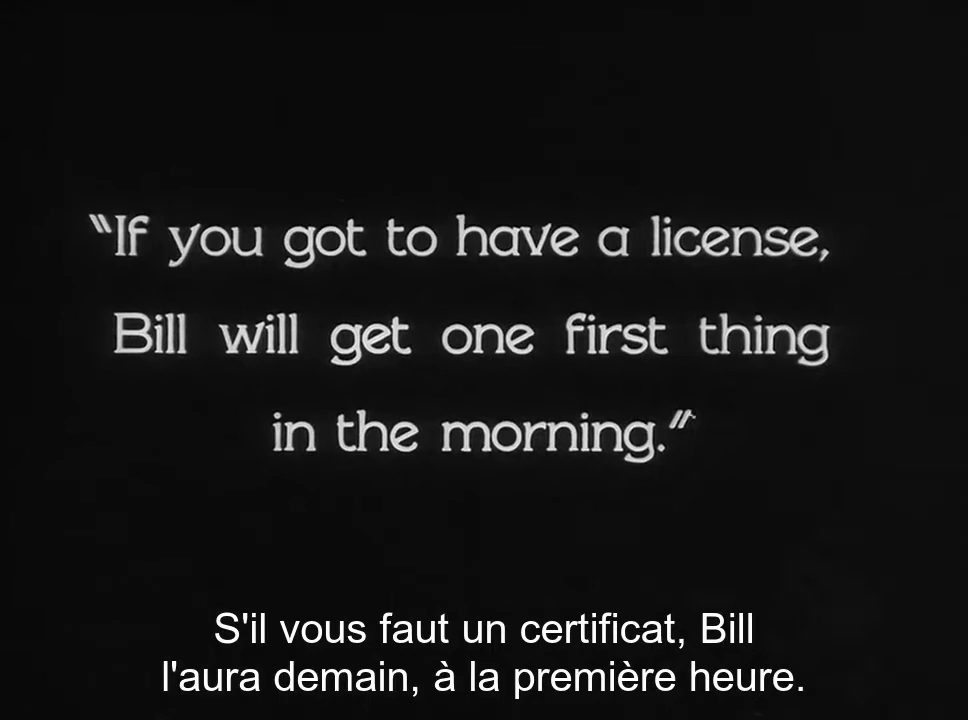 "If you got to have a license,
Bill will get one first thing
in the morning."
S'il vous faut un certificat, Bill
l'aura demain, à la première heure.